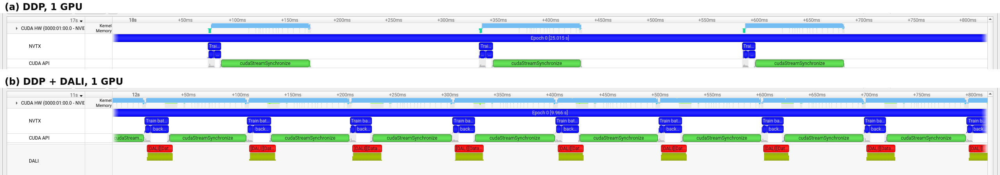 (a) DDP, 1 GPU
17s 18s +50ms +100ms +150ms +200ms +250ms +300ms +350ms +400ms +450ms +500ms +550ms +600ms +650ms +700ms +750ms +800ms
CUDA HW (0000:01:00.0 - NVID Kernel
Memory
Epoch 0 [25.015 s]
NVTX Trai... Trai... Trai...
... ... ... ... ...
CUDA API cudaStreamSynchronize cudaStreamSynchronize cudaStreamSynchronize
(b) DDP + DALI, 1 GPU
11s 12s +50ms +100ms +150ms +200ms +250ms +300ms +350ms +400ms +450ms +500ms +550ms +600ms +650ms +700ms +750ms +800ms
CUDA HW (0000:01:00.0 - NVID Kernel
Memory
Epoch 0 [9.966 s]
NVTX Train bat... Train bat... Train ba... Train ba... Train bat... Train bat... Train ba... Train ba... Train b...
back... back... back... back... back... back... back... back... back...
CUDA API cudaStream... cudaStreamSynchronize cudaStreamSynchronize cudaStreamSynchronize cudaStreamSynchronize cudaStreamSynchronize cudaStreamSynchronize cudaStreamSynchronize cudaStreamSynchronize
[DALI][Dat... [DALI][Dat... [DALI][Data... [DALI][Data... [DALI][Dat... [DALI][Dat... [DALI][Dat... [DALI][Data... [DALI][...
DALI